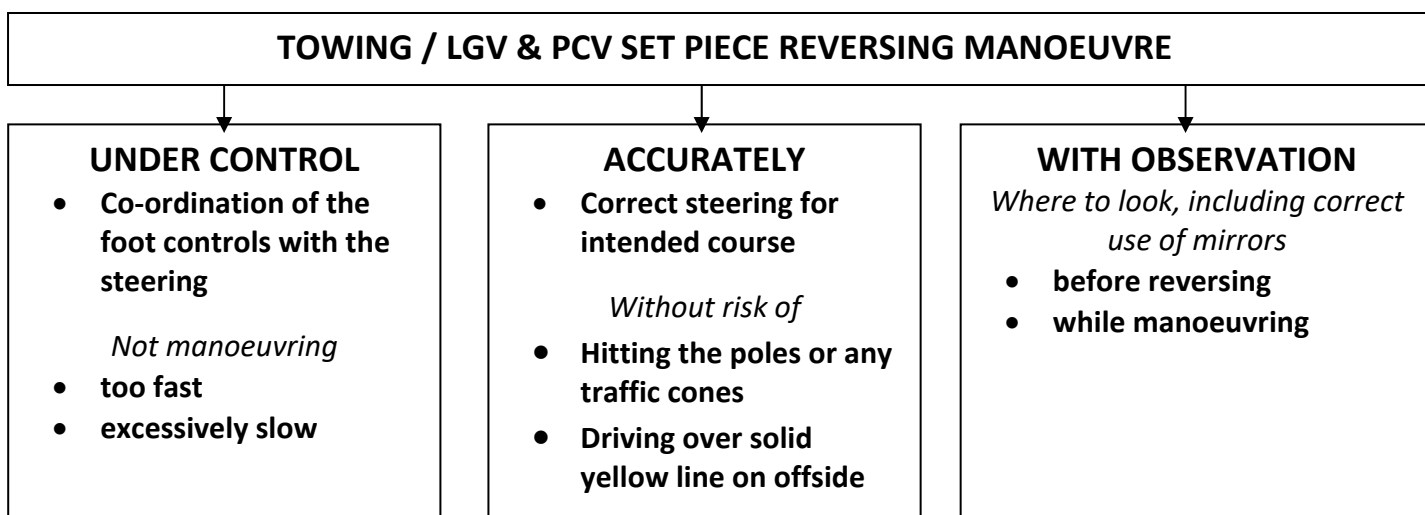 TOWING / LGV & PCV SET PIECE REVERSING MANOEUVRE
UNDER CONTROL
• Co-ordination of the
foot controls with the
steering
Not manoeuvring
• too fast
• excessively slow
ACCURATELY
• Correct steering for
intended course
Without risk of
• Hitting the poles or any
traffic cones
• Driving over solid
yellow line on offside
WITH OBSERVATION
Where to look, including correct
use of mirrors
• before reversing
• while manoeuvring